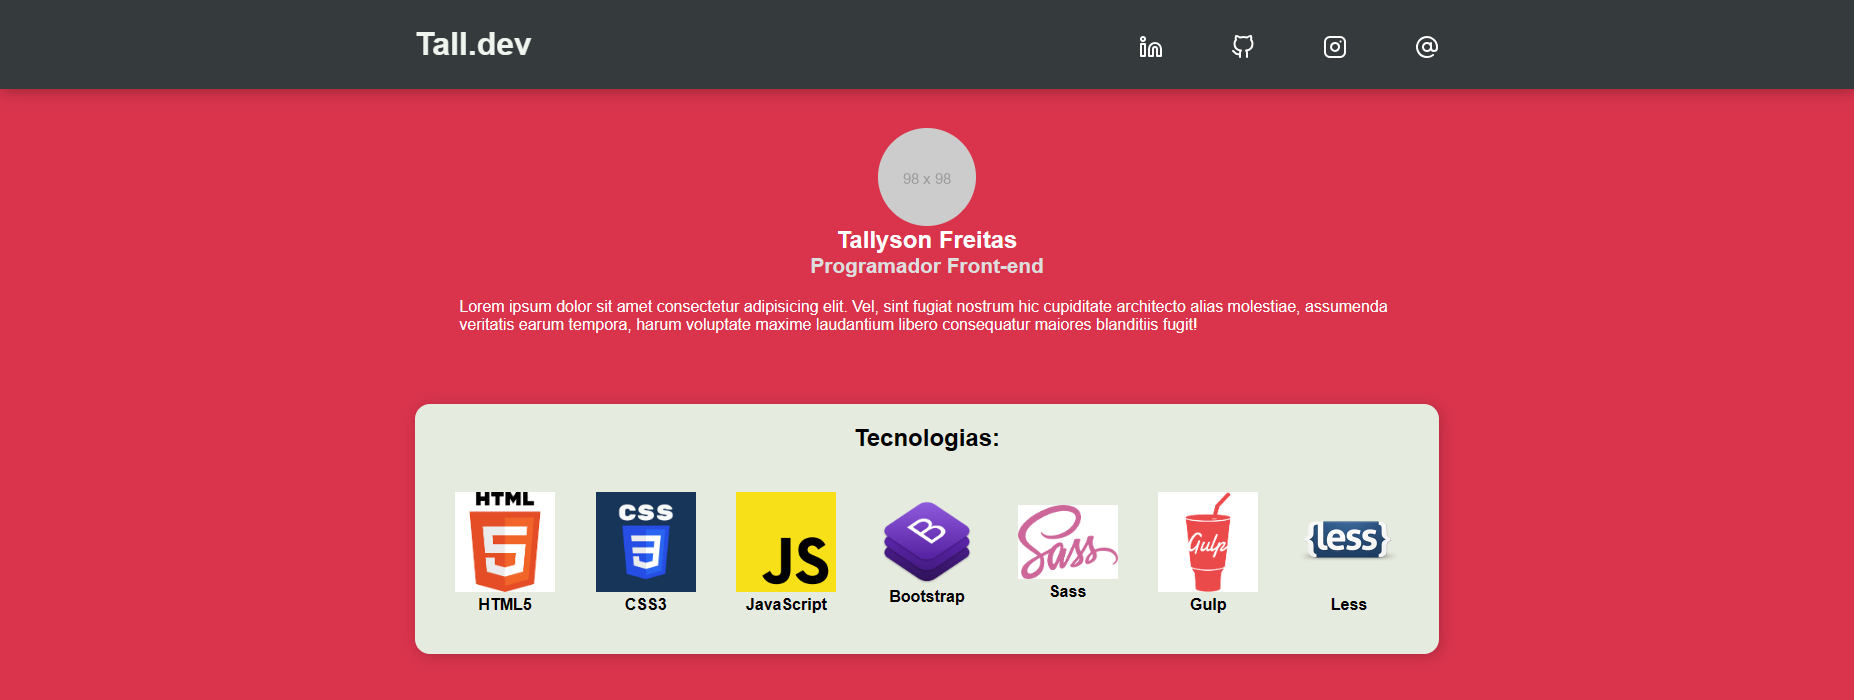 Tall.dev
98 x 98
Tallyson Freitas
Programador Front-end
Lorem ipsum dolor sit amet consectetur adipisicing elit. Vel, sint fugiat nostrum hic cupiditate architecto alias molestiae, assumenda
veritatis earum tempora, harum voluptate maxime laudantium libero consequatur maiores blanditiis fugit!
Tecnologias:
HTML
5
CSS
3
JS
B
Sass
Gulp
{less}
HTML5
CSS3
JavaScript
Bootstrap
Sass
Gulp
Less